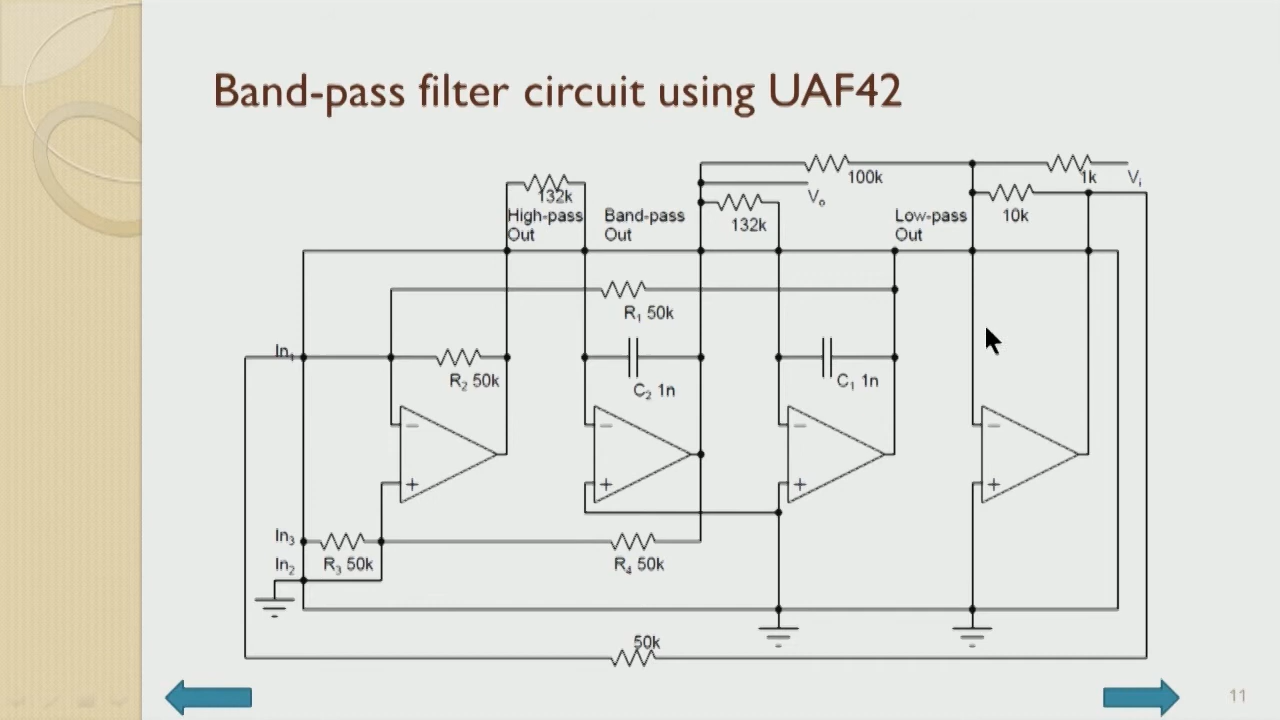 Band-pass filter circuit using UAF42
100k
1k
Vi
132k
Vo
132k
10k
High-pass
Out
Band-pass
Out
Low-pass
Out
R1 50k
In1
R2 50k
C2 1n
C1 1n
−
−
−
−
+
+
+
+
In3
In2
R3 50k
R4 50k
50k
11